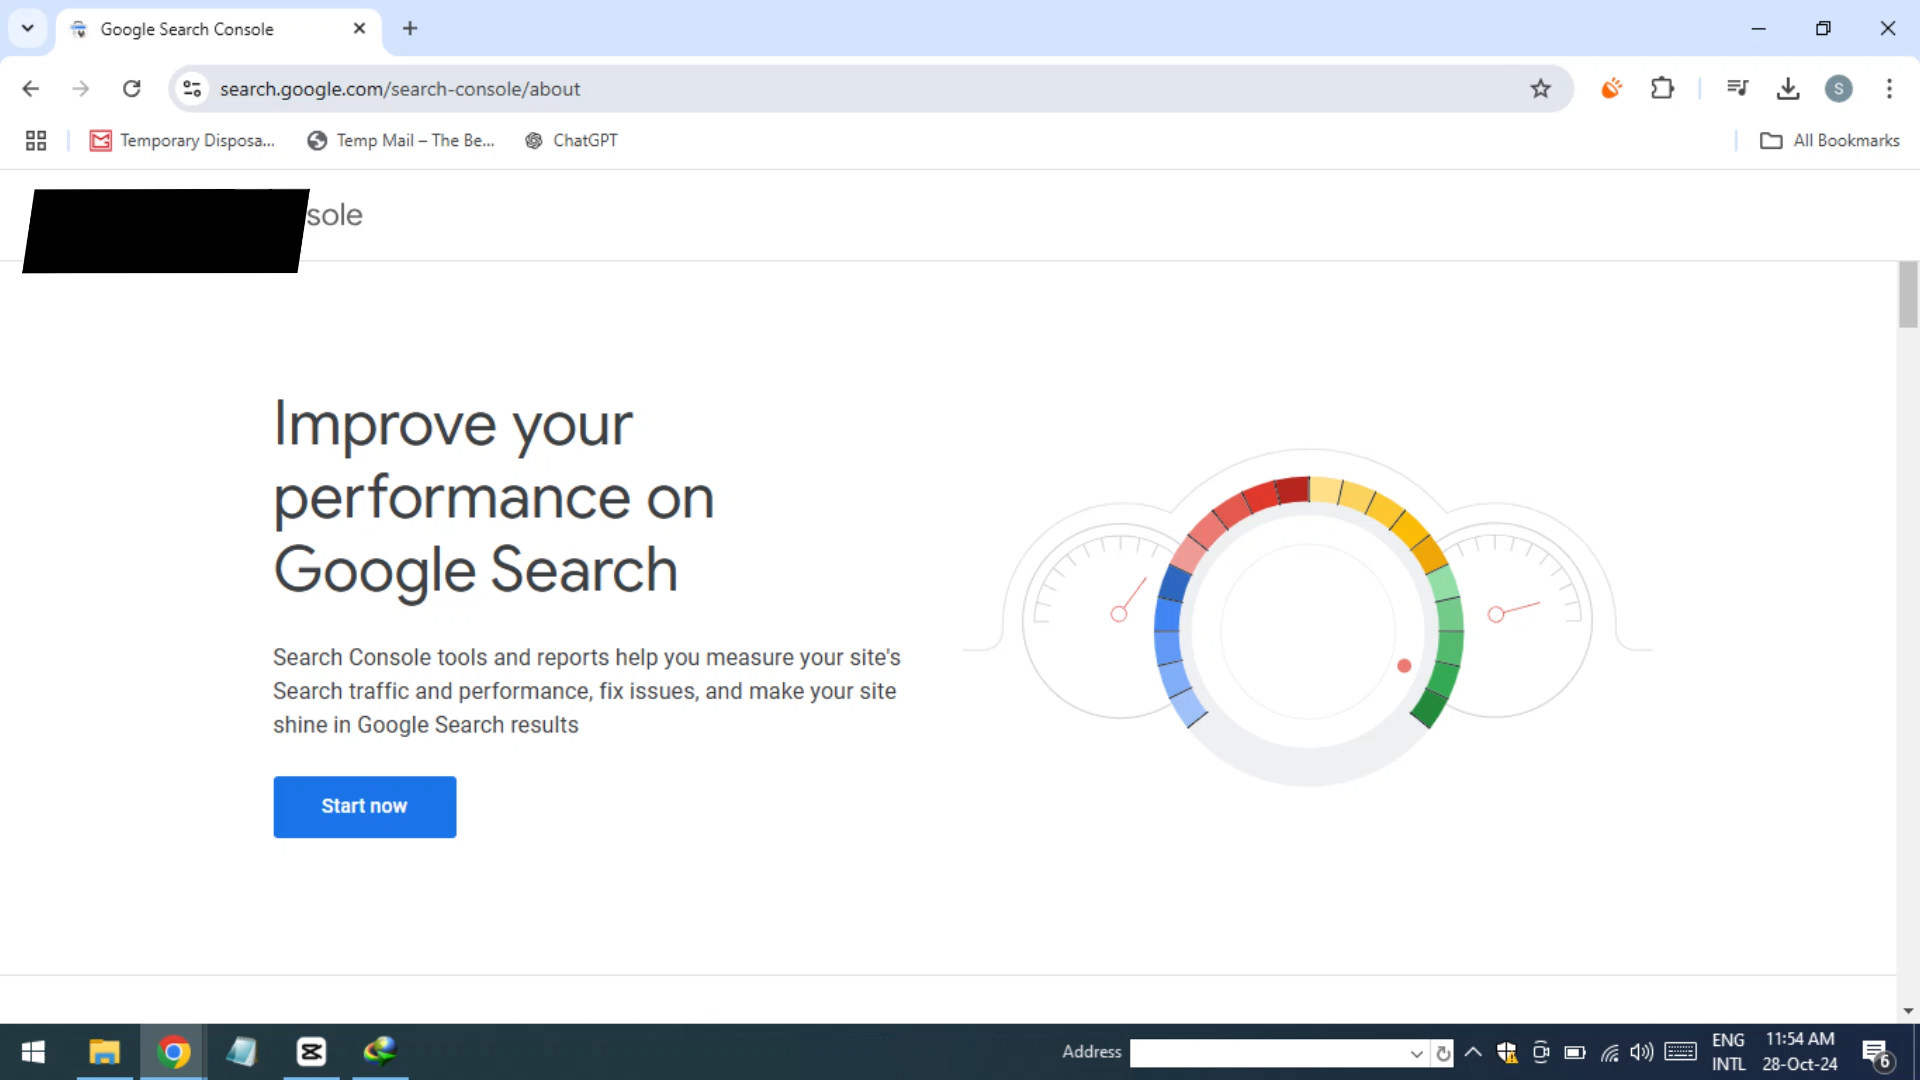 Google Search Console
search.google.com/search-console/about
S
Temporary Disposa...
Temp Mail – The Be...
ChatGPT
All Bookmarks
sole
Improve your
performance on
Google Search
Search Console tools and reports help you measure your site's
Search traffic and performance, fix issues, and make your site
shine in Google Search results
Start now
Address
ENG
INTL
11:54 AM
28-Oct-24
6